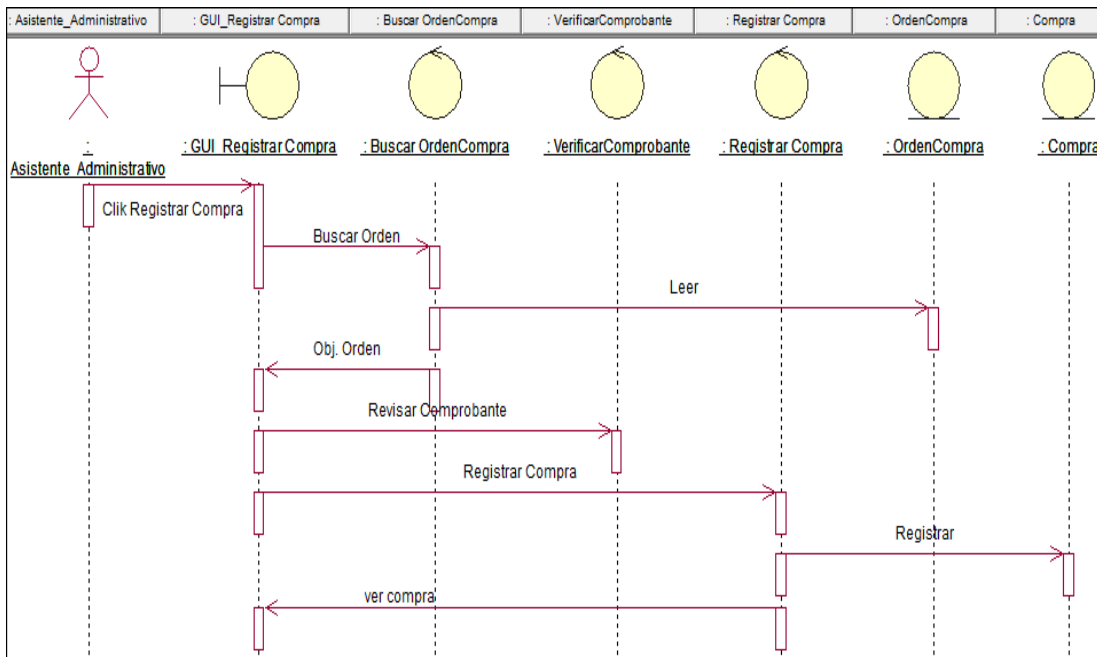 : Asistente_Administrativo
: GUI_Registrar Compra
: Buscar OrdenCompra
: VerificarComprobante
: Registrar Compra
: OrdenCompra
: Compra
:
Asistente_Administrativo
: GUI_Registrar Compra
: Buscar OrdenCompra
: VerificarComprobante
: Registrar Compra
: OrdenCompra
: Compra
Clik Registrar Compra
Buscar Orden
Leer
Obj. Orden
Revisar Comprobante
Registrar Compra
Registrar
ver compra